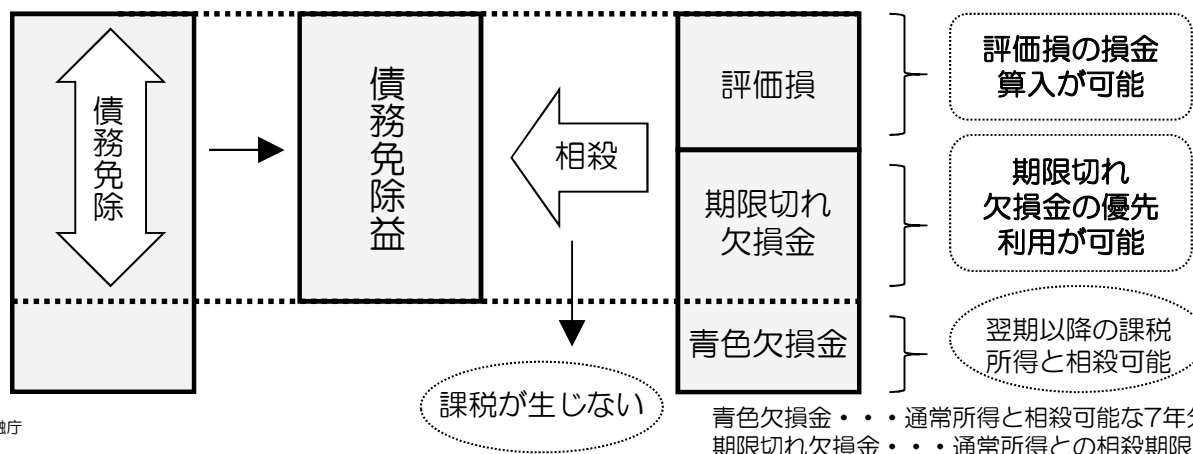 債務免除
債務免除益
相殺
評価損
期限切れ
欠損金
青色欠損金
評価損の損金
算入が可能
期限切れ
欠損金の優先
利用が可能
翌期以降の課税
所得と相殺可能
課税が生じない
融庁
青色欠損金・・・通常所得と相殺可能な7年分
期限切れ欠損金・・・通常所得との相殺期限